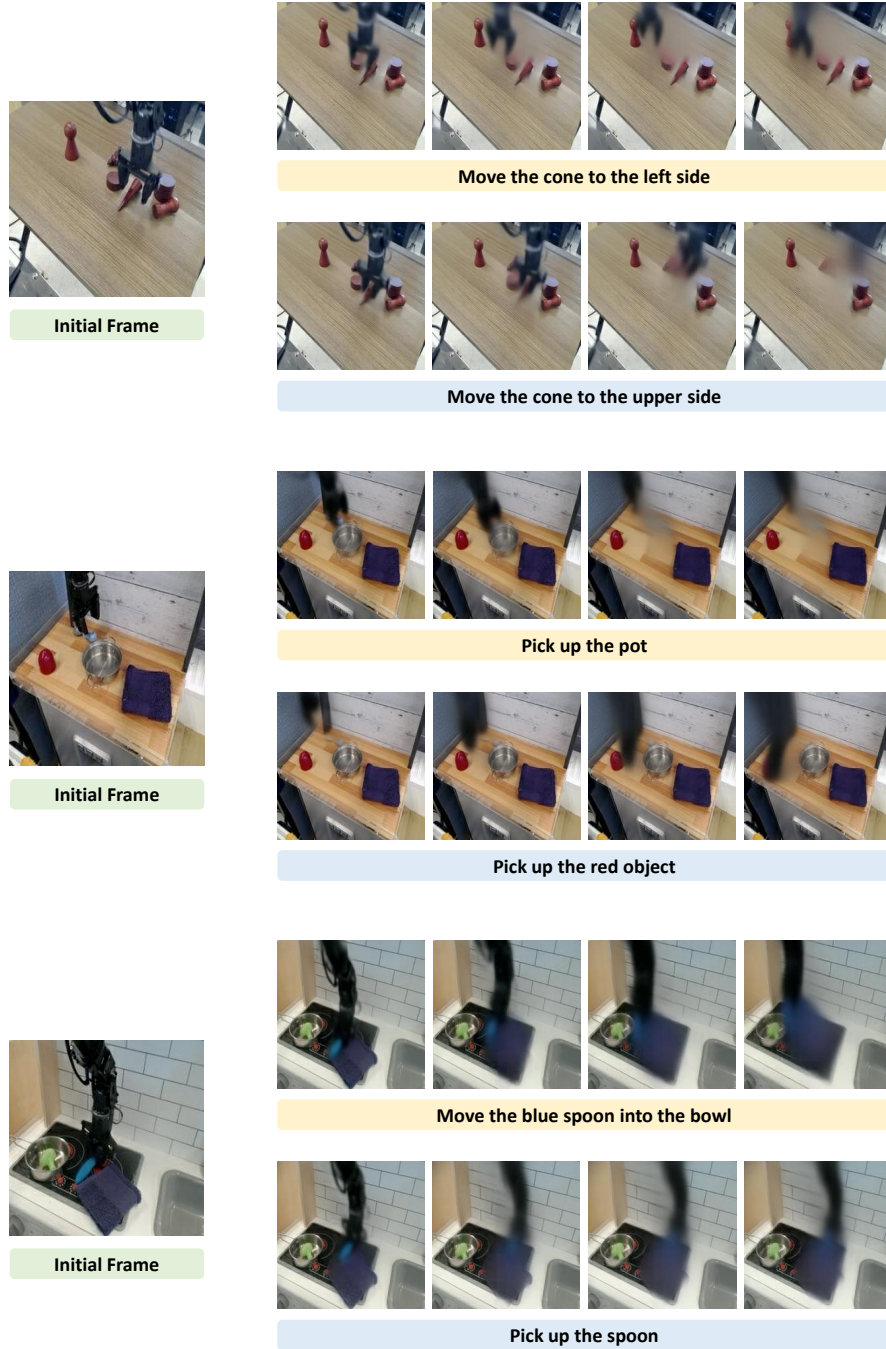 Move the cone to the left side
Initial Frame
Move the cone to the upper side
Pick up the pot
Initial Frame
Pick up the red object
Move the blue spoon into the bowl
Initial Frame
Pick up the spoon